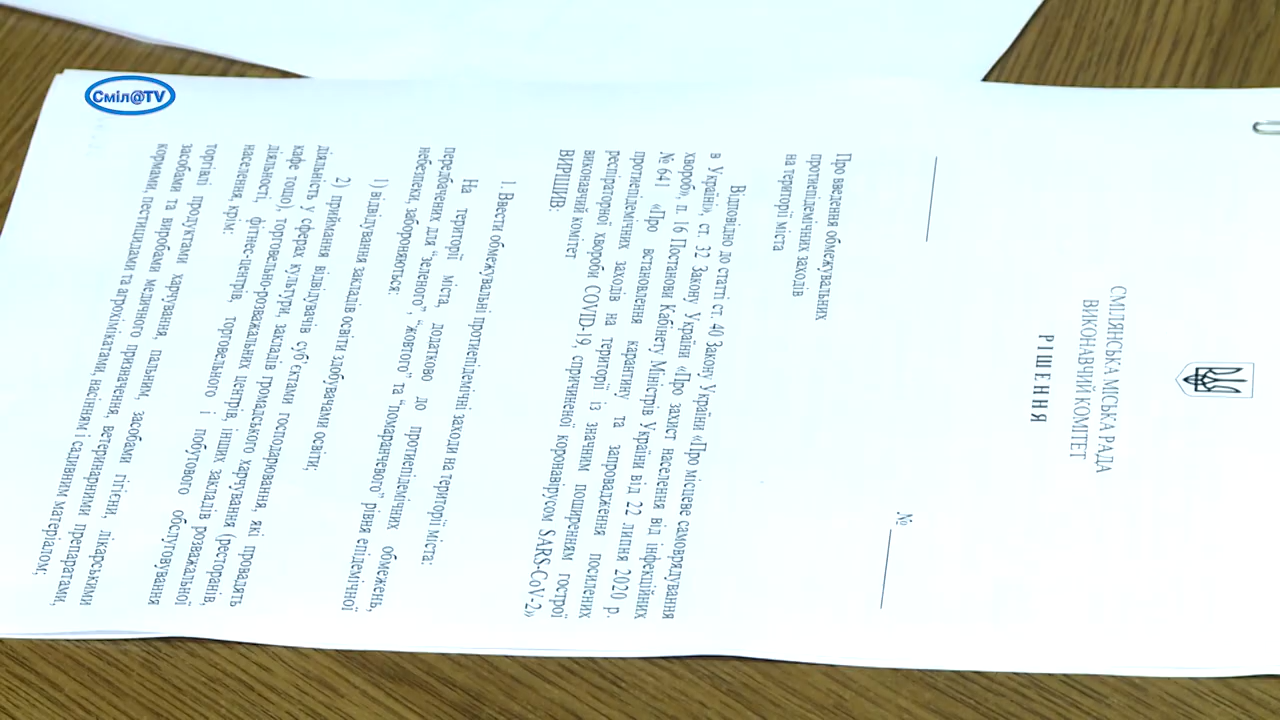 Сміл@TV
СМІЛЯНСЬКА МІСЬКА РАДА
ВИКОНАВЧИЙ КОМІТЕТ
РІШЕННЯ
№
Про введення обмежувальних
протиепідемічних заходів
на території міста
Відповідно до статті ст. 40 Закону України «Про місцеве самоврядування
в Україні», ст. 32 Закону України «Про захист населення від інфекційних
хвороб», п. 16 Постанови Кабінету Міністрів України від 22 липня 2020 р.
№ 641 «Про встановлення карантину та запровадження посилених
протиепідемічних заходів на території із значним поширенням гострої
респіраторної хвороби COVID-19, спричиненої коронавірусом SARS-CoV-2»
виконавчий комітет
ВИРІШИВ:
1. Ввести обмежувальні протиепідемічні заходи на території міста:
На території міста, додатково до протиепідемічних обмежень,
передбачених для “зеленого”, “жовтого” та “помаранчевого” рівня епідемічної
небезпеки, забороняються:
1) відвідування закладів освіти здобувачами освіти;
2) приймання відвідувачів суб'єктами господарювання, які провадять
діяльність у сферах культури, закладів громадського харчування (ресторанів,
кафе тощо), торговельно-розважальних центрів, інших закладів розважальної
діяльності, фітнес-центрів, торговельного і побутового обслуговування
населення, крім:
торгівлі продуктами харчування, пальним, засобами гігієни, лікарськими
засобами та виробами медичного призначення, ветеринарними препаратами,
кормами, пестицидами та агрохімікатами, насінням і садивним матеріалом;